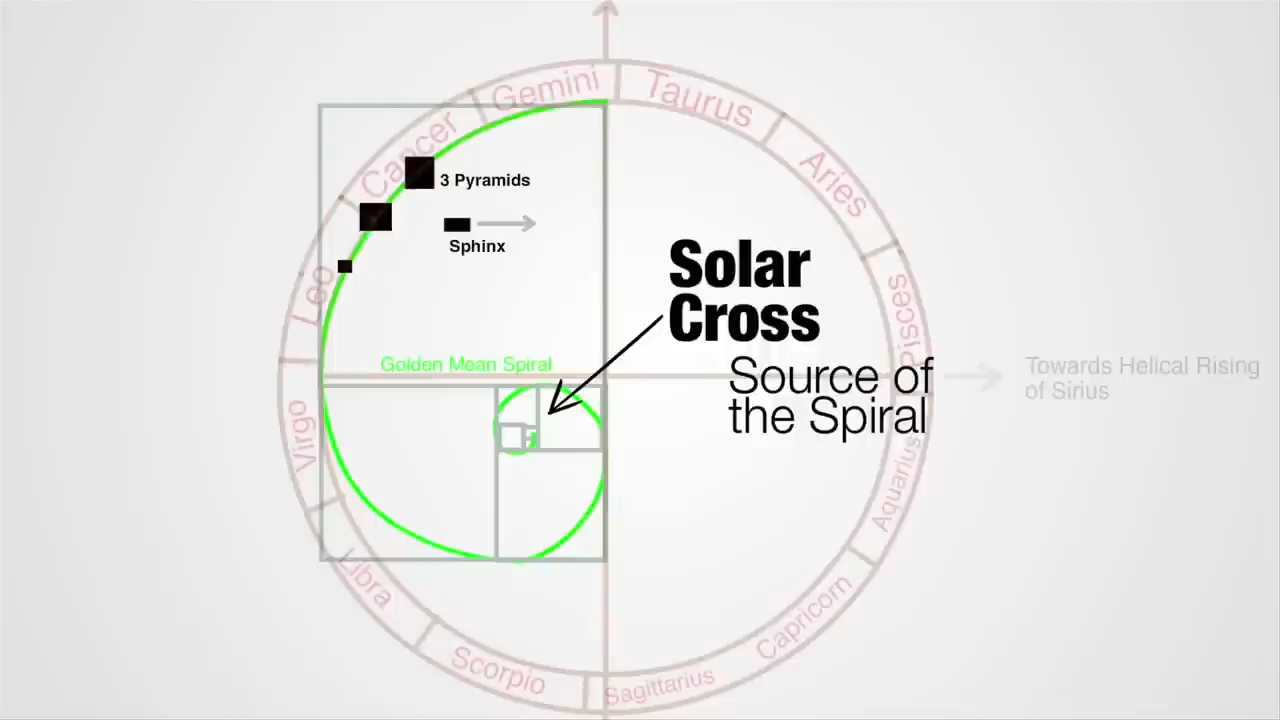 Gemini
Taurus
Cancer
Aries
3 Pyramids
Sphinx
Leo
Solar
Cross
Pisces
Golden Mean Spiral
Source of
the Spiral
Towards Helical Rising
of Sirius
Virgo
Aquarius
Libra
Capricorn
Scorpio
Sagittarius